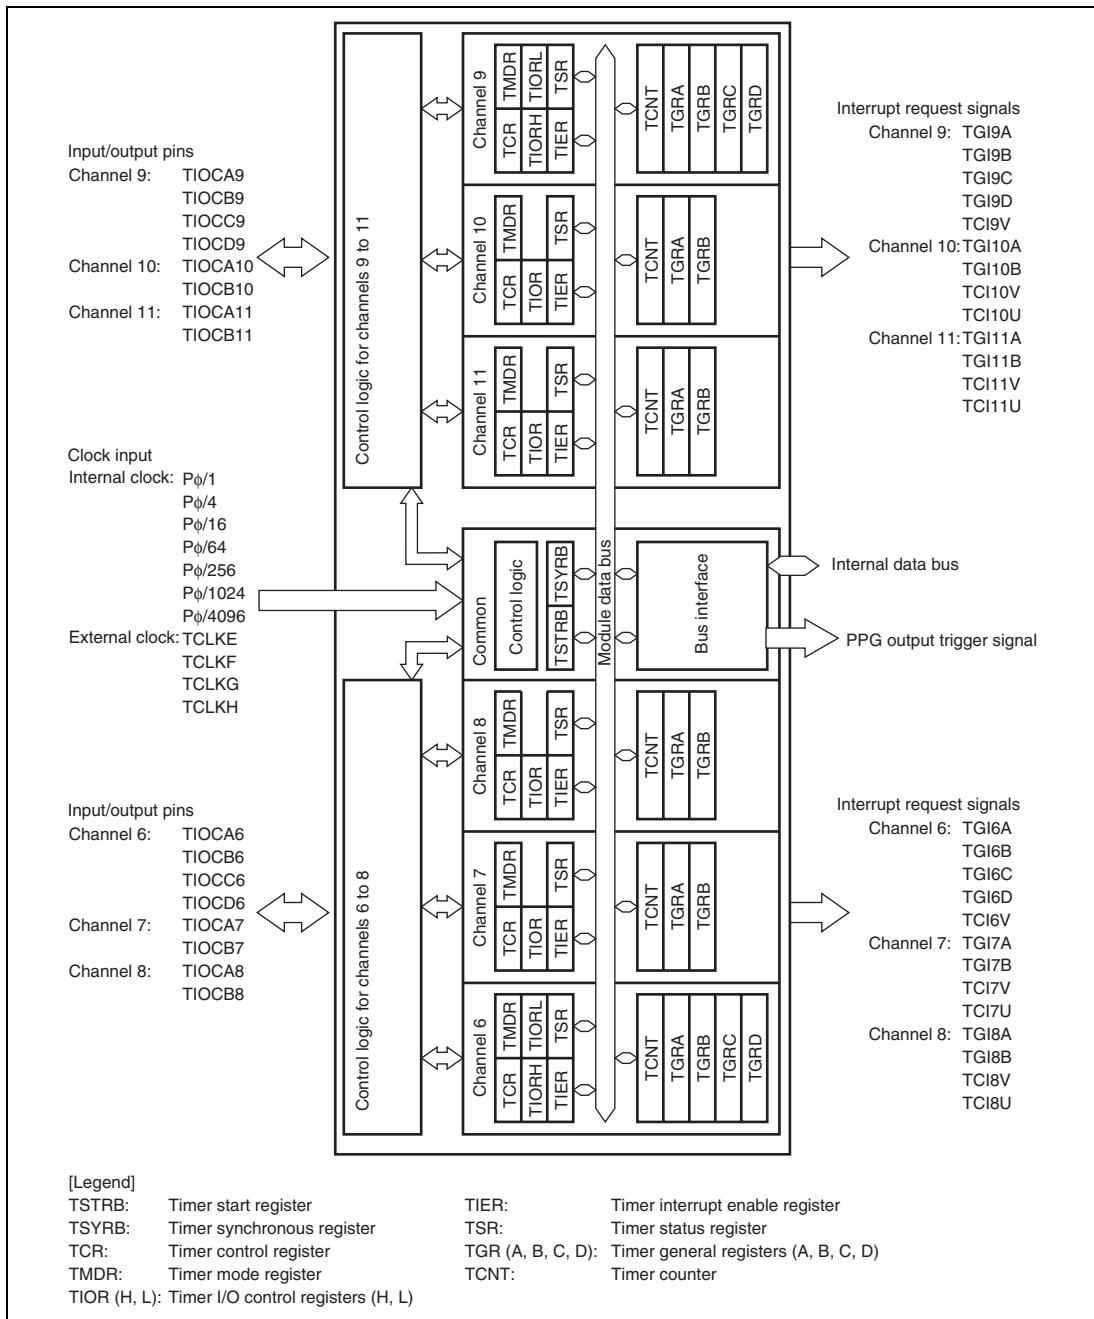 Input/output pins
Channel 9: TIOCA9
TIOCB9
TIOCC9
TIOCD9
Channel 10: TIOCA10
TIOCB10
Channel 11: TIOCA11
TIOCB11
Clock input
Internal clock: Pϕ/1
Pϕ/4
Pϕ/16
Pϕ/64
Pϕ/256
Pϕ/1024
Pϕ/4096
External clock: TCLKE
TCLKF
TCLKG
TCLKH
Input/output pins
Channel 6: TIOCA6
TIOCB6
TIOCC6
TIOCD6
Channel 7: TIOCA7
TIOCB7
Channel 8: TIOCA8
TIOCB8
Control logic for channels 9 to 11
Control logic for channels 6 to 8
Channel 9
TMDR TIORL TSR
TCR TIORH TIER
TCNT
TGRA
TGRB
TGRC
TGRD
Channel 10
TMDR TSR
TCR TIOR TIER
TCNT
TGRA
TGRB
Channel 11
TMDR TSR
TCR TIOR TIER
TCNT
TGRA
TGRB
Common
Control logic
TSTRB TSYRB
Module data bus
Bus interface
Channel 8
TMDR TSR
TCR TIOR TIER
TCNT
TGRA
TGRB
Channel 7
TMDR TSR
TCR TIOR TIER
TCNT
TGRA
TGRB
Channel 6
TMDR TIORL TSR
TCR TIORH TIER
TCNT
TGRA
TGRB
TGRC
TGRD
Interrupt request signals
Channel 9: TGI9A
TGI9B
TGI9C
TGI9D
TCI9V
Channel 10: TGI10A
TGI10B
TCI10V
TCI10U
Channel 11: TGI11A
TGI11B
TCI11V
TCI11U
Internal data bus
PPG output trigger signal
Interrupt request signals
Channel 6: TGI6A
TGI6B
TGI6C
TGI6D
TCI6V
Channel 7: TGI7A
TGI7B
TCI7V
TCI7U
Channel 8: TGI8A
TGI8B
TCI8V
TCI8U
[Legend]
TSTRB: Timer start register
TSYRB: Timer synchronous register
TCR: Timer control register
TMDR: Timer mode register
TIOR (H, L): Timer I/O control registers (H, L)
TIER: Timer interrupt enable register
TSR: Timer status register
TGR (A, B, C, D): Timer general registers (A, B, C, D)
TCNT: Timer counter